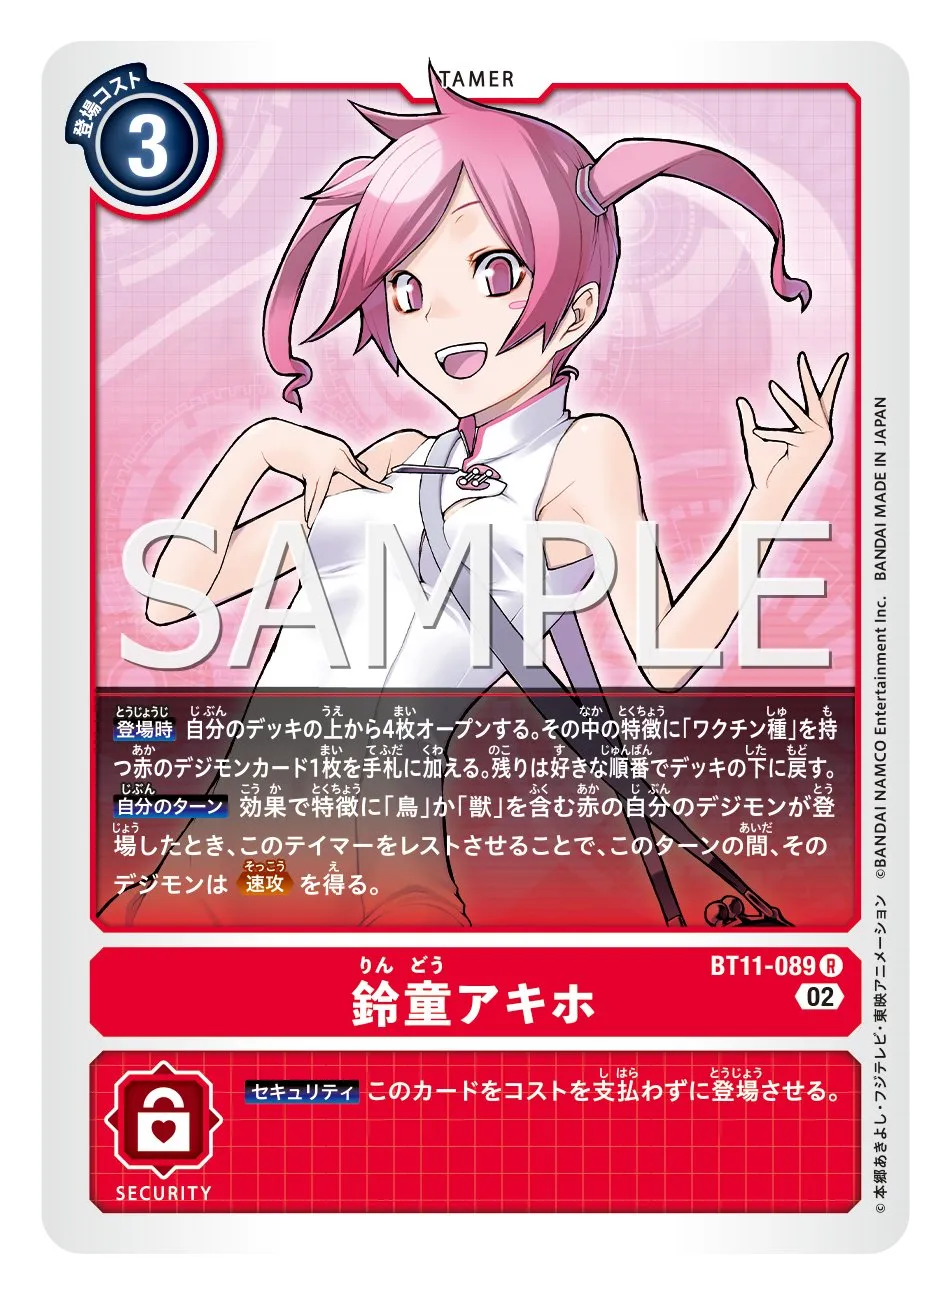 TAMER
登場コスト
3
SAMPLE
登場時 自分のデッキの上から4枚オープンする。その中の特徴に「ワクチン種」を持
つ赤のデジモンカード1枚を手札に加える。残りは好きな順番でデッキの下に戻す。
自分のターン 効果で特徴に「鳥」か「獣」を含む赤の自分のデジモンが登
場したとき、このテイマーをレストさせることで、このターンの間、その
デジモンは 速攻 を得る。
りん どう
鈴童アキホ
BT11-089 R
02
セキュリティ このカードをコストを支払わずに登場させる。
SECURITY
©本郷あきよし・フジテレビ・東映アニメーション ©BANDAI NAMCO Entertainment Inc. BANDAI MADE IN JAPAN